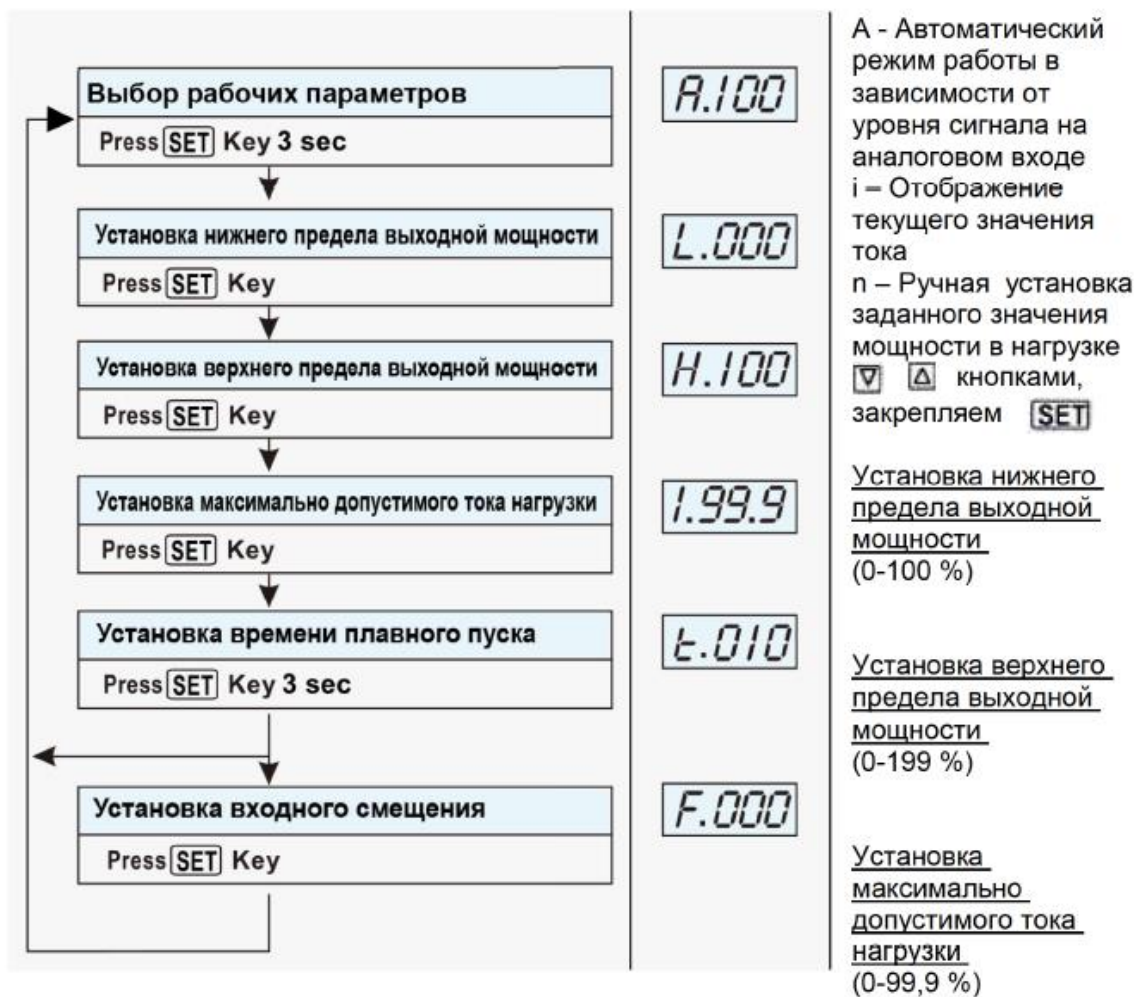 Выбор рабочих параметров
Press SET Key 3 sec
A.100
Установка нижнего предела выходной мощности
Press SET Key
L.000
Установка верхнего предела выходной мощности
Press SET Key
H.100
Установка максимально допустимого тока нагрузки
Press SET Key
I.99.9
Установка времени плавного пуска
Press SET Key 3 sec
t.010
Установка входного смещения
Press SET Key
F.000
A - Автоматический
режим работы в
зависимости от
уровня сигнала на
аналоговом входе
i – Отображение
текущего значения
тока
n – Ручная установка
заданного значения
мощности в нагрузке
▽ △ кнопками,
закрепляем SET
Установка нижнего
предела выходной
мощности
(0-100 %)
Установка верхнего
предела выходной
мощности
(0-199 %)
Установка
максимально
допустимого тока
нагрузки
(0-99,9 %)